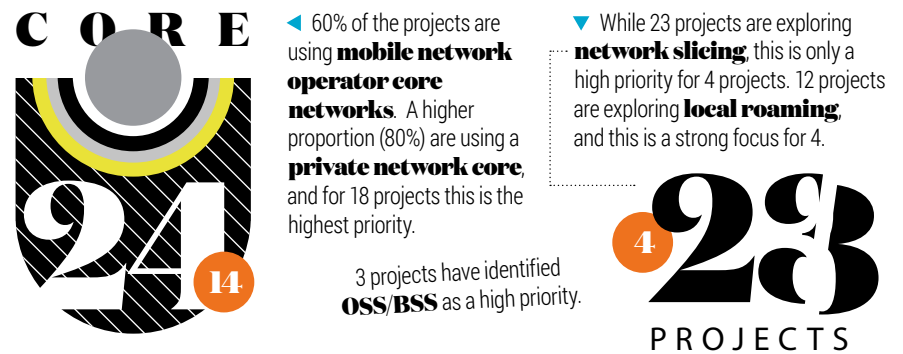 CORE
24
14
60% of the projects are
using mobile network
operator core
networks. A higher
proportion (80%) are using a
private network core,
and for 18 projects this is the
highest priority.
3 projects have identified
OSS/BSS as a high priority.
While 23 projects are exploring
network slicing, this is only a
high priority for 4 projects. 12 projects
are exploring local roaming,
and this is a strong focus for 4.
4
23
PROJECTS